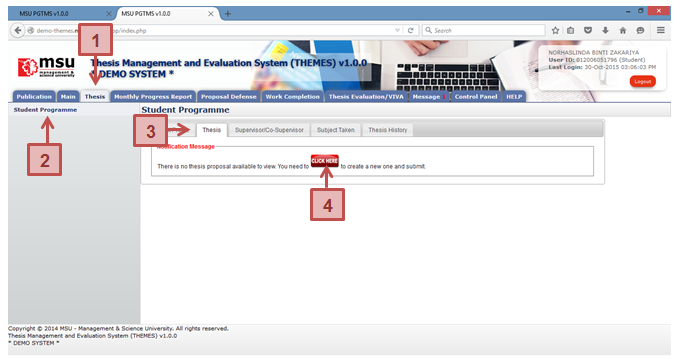 MSU PGTMS v1.0.0
MSU PGTMS v1.0.0
demo-themes. /index.php
Search
1
msu
management & science university
Thesis Management and Evaluation System (THEMES) v1.0.0
* DEMO SYSTEM *
NORHASLINDA BINTI ZAKARIYA
User ID: 012006051796 (Student)
Last Login: 30-Oct-2015 03:06:03 PM
Logout
Publication Main Thesis Monthly Progress Report Proposal Defense Work Completion Thesis Evaluation/VIVA Message Control Panel HELP
Student Programme
Student Programme
2
3
Thesis Supervisor/Co-Supervisor Subject Taken Thesis History
Notification Message
There is no thesis proposal available to view. You need to CLICK HERE to create a new one and submit.
4
Copyright © 2014 MSU - Management & Science University. All rights reserved.
Thesis Management and Evaluation System (THEMES) v1.0.0
* DEMO SYSTEM *